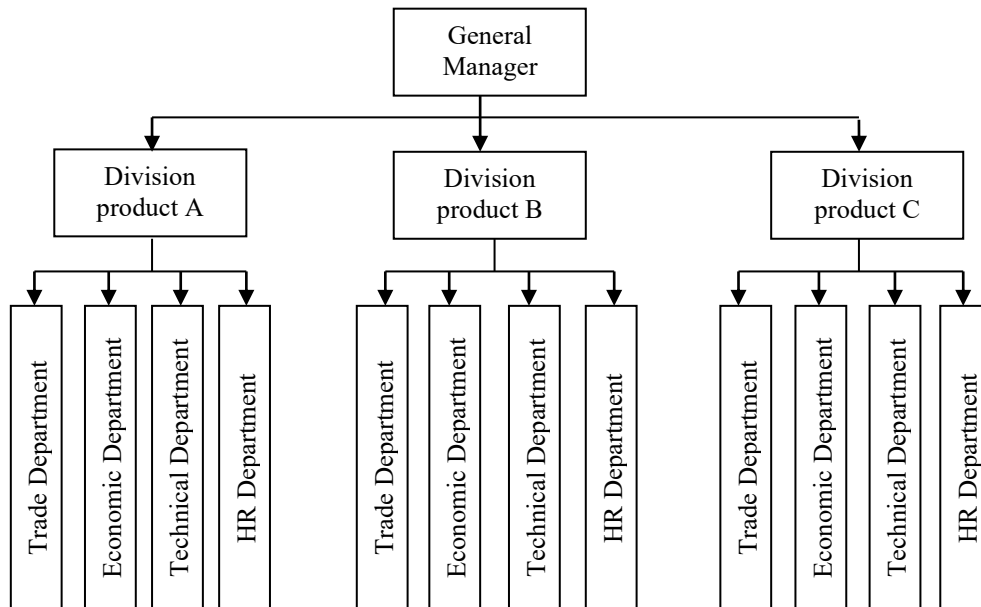 General
Manager
Division
product A
Division
product B
Division
product C
Trade Department
Economic Department
Technical Department
HR Department
Trade Department
Economic Department
Technical Department
HR Department
Trade Department
Economic Department
Technical Department
HR Department